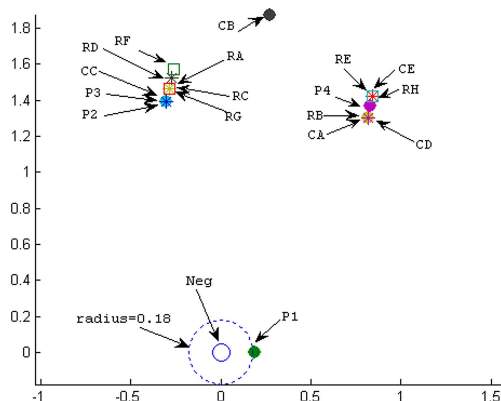 1.8
CB
RF
RD
RA
RE
CE
1.6
CC
P4
RH
P3
RC
1.4
P2
RG
RB
CA
CD
1.2
1
0.8
0.6
0.4
Neg
0.2
radius=0.18
P1
0
-1
-0.5
0
0.5
1
1.5